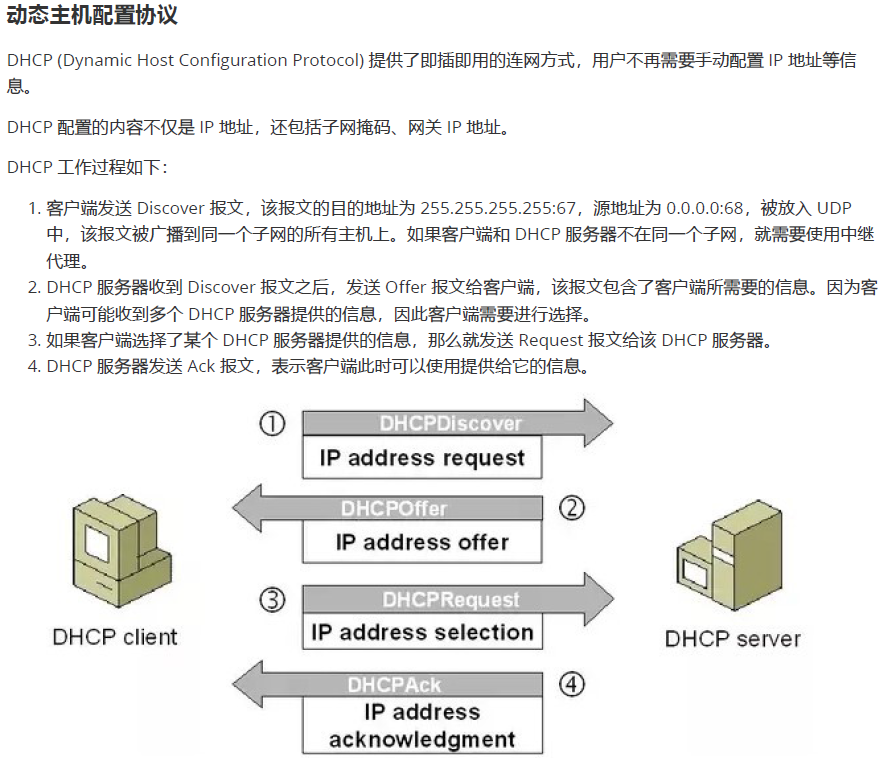 动态主机配置协议
DHCP (Dynamic Host Configuration Protocol) 提供了即插即用的连网方式，用户不再需要手动配置 IP 地址等信
息。
DHCP 配置的内容不仅是 IP 地址，还包括子网掩码、网关 IP 地址。
DHCP 工作过程如下：
1. 客户端发送 Discover 报文，该报文的目的地址为 255.255.255.255:67，源地址为 0.0.0.0:68，被放入 UDP
中，该报文被广播到同一个子网的所有主机上。如果客户端和 DHCP 服务器不在同一个子网，就需要使用中继
代理。
2. DHCP 服务器收到 Discover 报文之后，发送 Offer 报文给客户端，该报文包含了客户端所需要的信息。因为客
户端可能收到多个 DHCP 服务器提供的信息，因此客户端需要进行选择。
3. 如果客户端选择了某个 DHCP 服务器提供的信息，那么就发送 Request 报文给该 DHCP 服务器。
4. DHCP 服务器发送 Ack 报文，表示客户端此时可以使用提供给它的信息。
① DHCPDiscover
IP address request
DHCPOffer ②
IP address offer
③ DHCPRequest
IP address selection
DHCP client
DHCP server
DHCPAck ④
IP address
acknowledgment